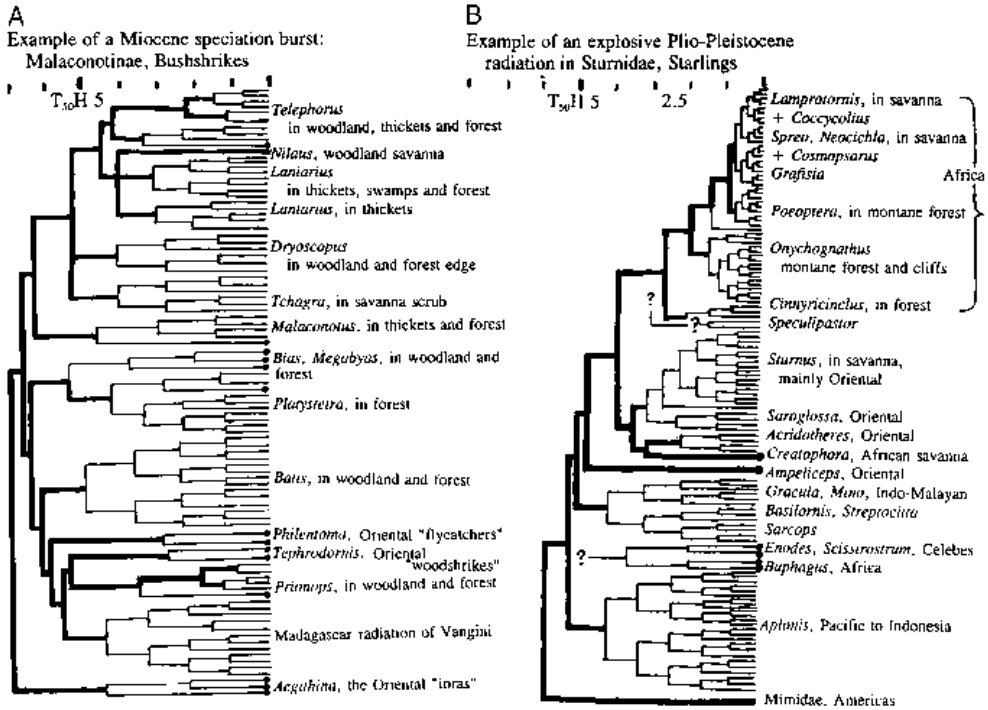 A
Example of a Miocene speciation burst:
Malaconotinae, Bushshrikes
T50H 5
Telephorus
in woodland, thickets and forest
Nilaus, woodland savanna
Laniarius
in thickets, swamps and forest
Laniarius, in thickets
Dryoscopus
in woodland and forest edge
Tchagra, in savanna scrub
Malaconotus, in thickets and forest
Bias, Megabyas, in woodland and
forest
Platysteira, in forest
Batis, in woodland and forest
Philentoma, Oriental "flycatchers"
Tephrodornis, Oriental
"woodshrikes"
Prionops, in woodland and forest
Madagascar radiation of Vangini
Aegithina, the Oriental "ioras"
B
Example of an explosive Plio-Pleistocene
radiation in Sturnidae, Starlings
T50H 5 2.5
Lamprotornis, in savanna
+ Coccycolius
Spreo, Neocichla, in savanna
+ Cosmopsarus
Grafisia
Africa
Poeoptera, in montane forest
Onychognathus
montane forest and cliffs
Cinnyricinclus, in forest
?
?
Speculipastor
Sturnus, in savanna,
mainly Oriental
Saroglossa, Oriental
Acridotheres, Oriental
Creatophora, African savanna
Ampeliceps, Oriental
Gracula, Mino, Indo-Malayan
Basilornis, Streptocitta
Sarcops
?
Enodes, Scissurostrum, Celebes
Buphagus, Africa
Aplonis, Pacific to Indonesia
Mimidae, Americas